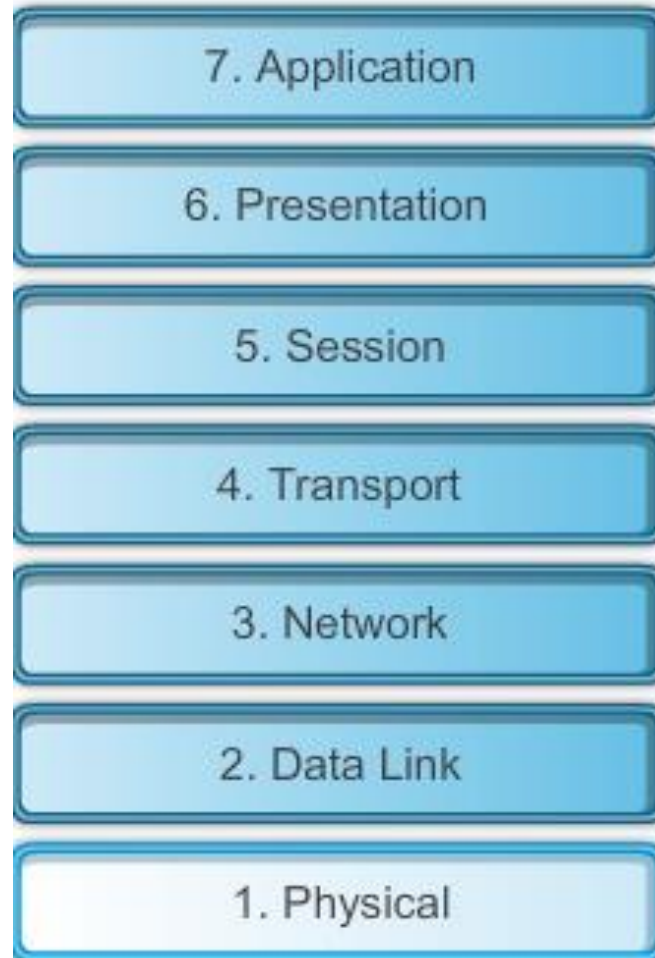 7. Application
6. Presentation
5. Session
4. Transport
3. Network
2. Data Link
1. Physical